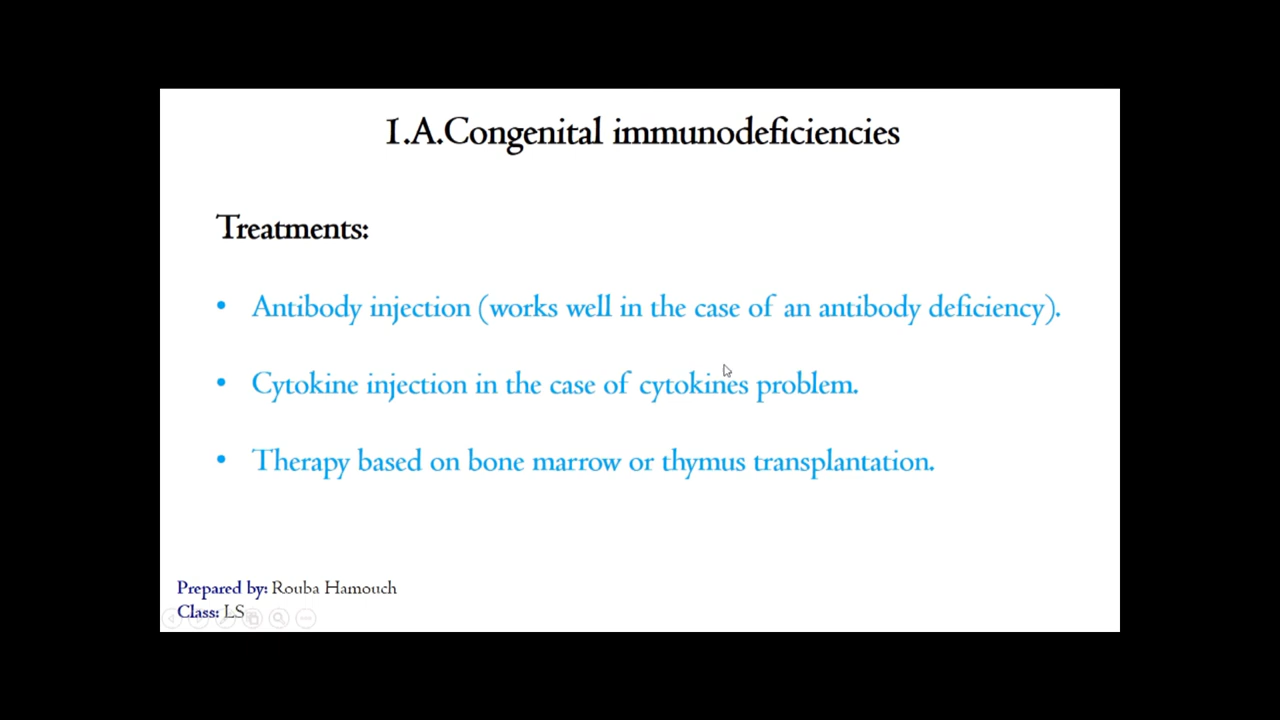 1.A.Congenital immunodeficiencies
Treatments:
• Antibody injection (works well in the case of an antibody deficiency).
• Cytokine injection in the case of cytokines problem.
• Therapy based on bone marrow or thymus transplantation.
Prepared by: Rouba Hamouch
Class: LS